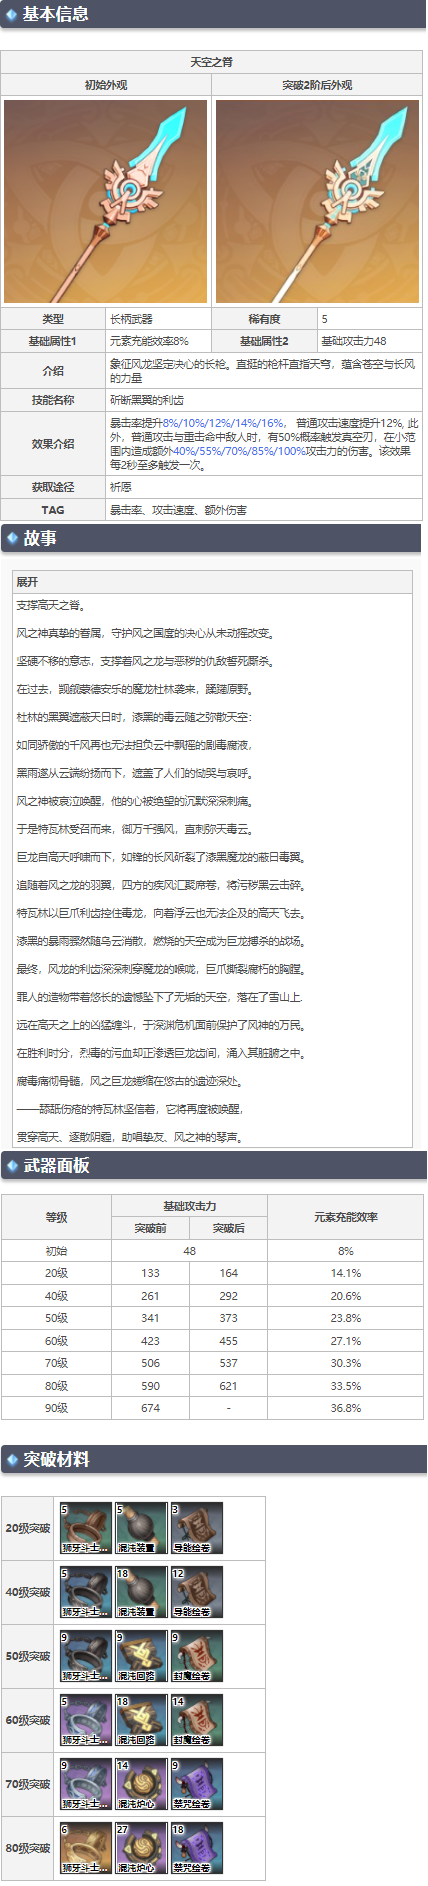 基本信息
天空之脊
初始外观 突破2阶后外观
类型 长柄武器 稀有度 5
基础属性1 元素充能效率8% 基础属性2 基础攻击力48
介绍 象征风龙坚定决心的长枪。直挺的枪杆直指天穹，蕴含苍空与长风
的力量
技能名称 斫断黑翼的利齿
效果介绍 暴击率提升8%/10%/12%/14%/16%， 普通攻击速度提升12%, 此
外，普通攻击与重击命中敌人时，有50%概率触发真空刃，在小范
围内造成额外40%/55%/70%/85%/100%攻击力的伤害。该效果
每2秒至多触发一次。
获取途径 祈愿
TAG 暴击率、攻击速度、额外伤害
故事
展开
支撑高天之脊。
风之神真挚的眷属，守护风之国度的决心从未动摇改变。
坚硬不移的意志，支撑着风之龙与恶秽的仇敌誓死厮杀。
在过去，觊觎蒙德安乐的魔龙杜林袭来，蹂躏原野。
杜林的黑翼遮蔽天日时，漆黑的毒云随之弥散天空：
如同骄傲的千风再也无法担负云中飘摇的剧毒腐液，
黑雨遂从云端纷扬而下，遮盖了人们的恸哭与哀呼。
风之神被哀泣唤醒，他的心被绝望的沉默深深刺痛。
于是特瓦林受召而来，御万千强风，直刺弥天毒云。
巨龙自高天呼啸而下，如锋的长风斫裂了漆黑魔龙的蔽日毒翼。
追随着风之龙的羽翼，四方的疾风汇聚席卷，将污秽黑云击碎。
特瓦林以巨爪利齿控住毒龙，向着浮云也无法企及的高天飞去。
漆黑的暴雨骤然随乌云消散，燃烧的天空成为巨龙搏杀的战场。
最终，风龙的利齿深深刺穿魔龙的喉咙，巨爪撕裂腐朽的胸膛。
罪人的造物带着悠长的遗憾坠下了无垢的天空，落在了雪山上.
远在高天之上的凶猛缠斗，于深渊危机面前保护了风神的万民。
在胜利时分，烈毒的污血却正渗透巨龙齿间，涌入其脏腑之中。
腐毒痛彻骨髓，风之巨龙蜷缩在悠古的遗迹深处。
——舔舐伤疮的特瓦林坚信着，它将再度被唤醒，
贯穿高天、逐散阴霾，助唱挚友、风之神的琴声。
武器面板
等级 基础攻击力 元素充能效率
突破前 突破后
初始 48 8%
20级 133 164 14.1%
40级 261 292 20.6%
50级 341 373 23.8%
60级 423 455 27.1%
70级 506 537 30.3%
80级 590 621 33.5%
90级 674 - 36.8%
突破材料
20级突破 5 狮牙斗士... 5 混沌装置 3 导能绘卷
40级突破 5 狮牙斗士... 18 混沌装置 12 导能绘卷
50级突破 9 狮牙斗士... 9 混沌回路 9 封魔绘卷
60级突破 5 狮牙斗士... 18 混沌回路 14 封魔绘卷
70级突破 9 狮牙斗士... 14 混沌炉心 9 禁咒绘卷
80级突破 6 狮牙斗士... 27 混沌炉心 18 禁咒绘卷